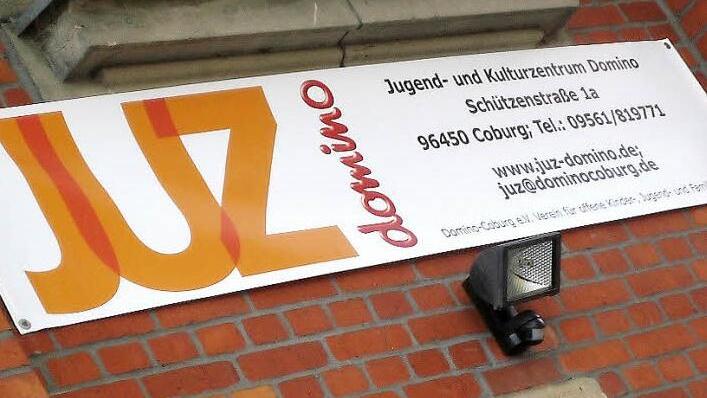 JUZ
domino
Jugend- und Kulturzentrum Domino
Schützenstraße 1a
96450 Coburg; Tel.: 09561/819771
www.juz-domino.de;
juz@dominocoburg.de
Domino-Coburg e.V. Verein für offene Kinder-, Jugend- und Fami